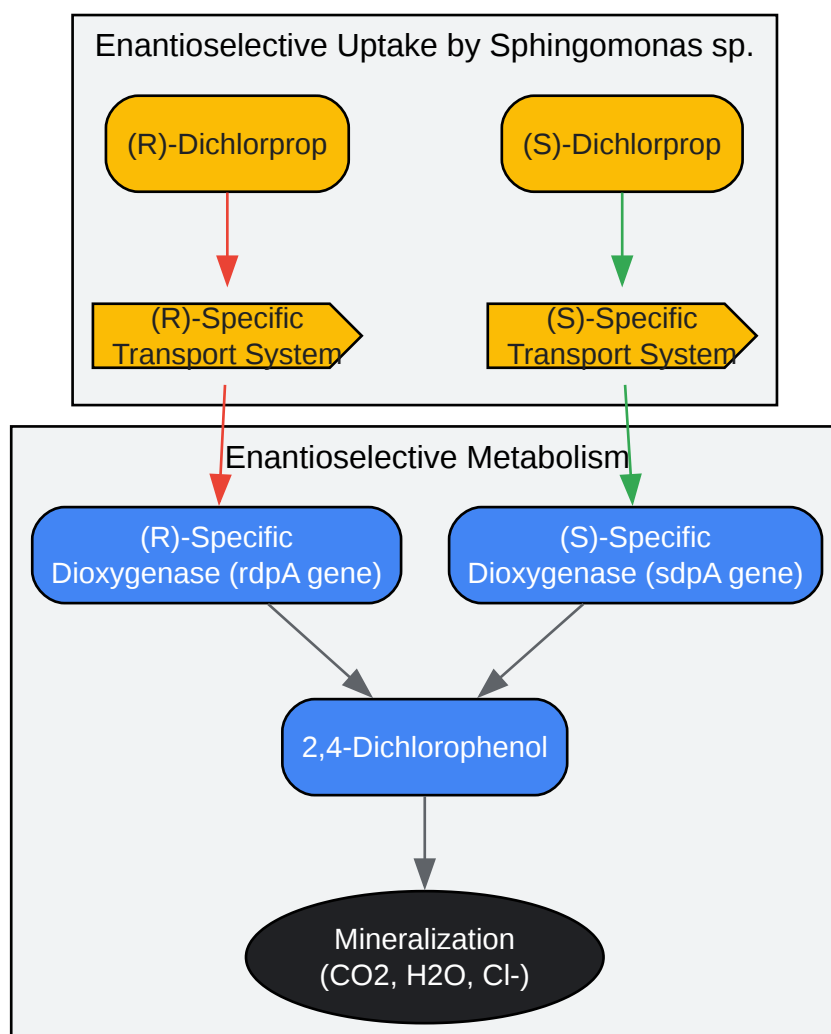 Enantioselective Uptake by Sphingomonas sp.
(R)-Dichlorprop
(S)-Dichlorprop
(R)-Specific
Transport System
(S)-Specific
Transport System
Enantioselective Metabolism
(R)-Specific
Dioxygenase (rdpA gene)
(S)-Specific
Dioxygenase (sdpA gene)
2,4-Dichlorophenol
Mineralization
(CO2, H2O, Cl-)